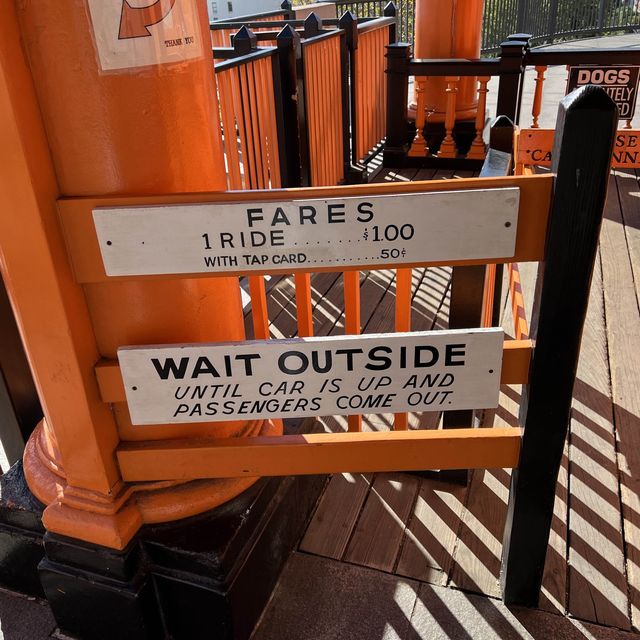 THANK YOU
DOGS
FARES
1 RIDE.......$1.00
WITH TAP CARD...........50¢
WAIT OUTSIDE
UNTIL CAR IS UP AND
PASSENGERS COME OUT.